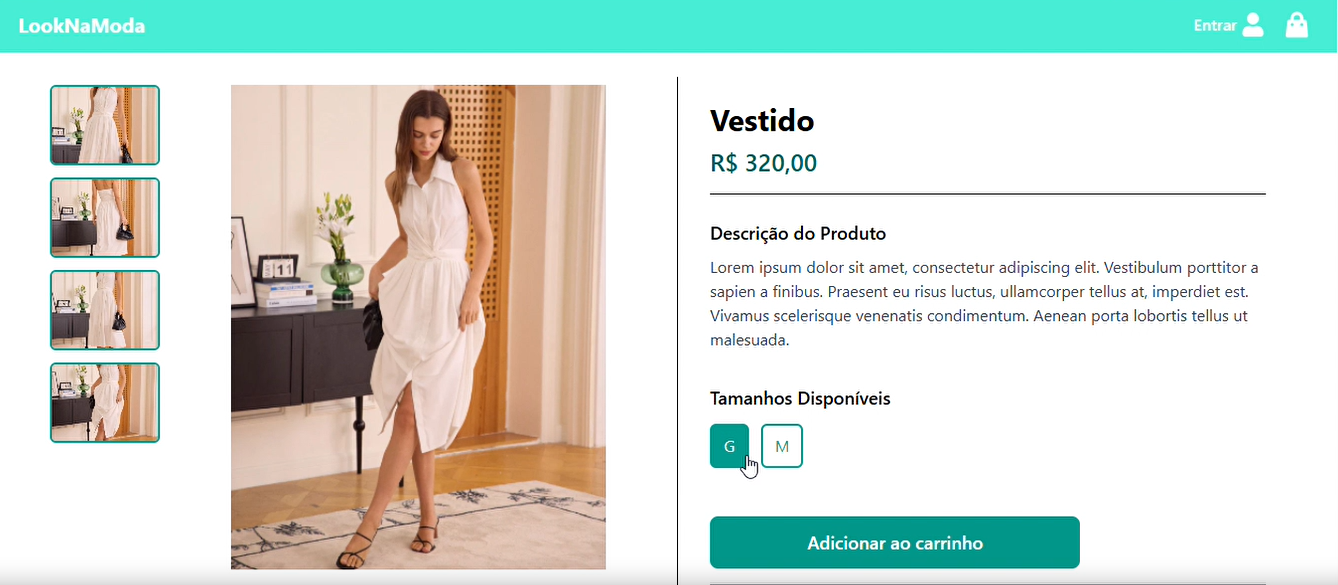 LookNaModa
Entrar
Vestido
R$ 320,00
Descrição do Produto
Lorem ipsum dolor sit amet, consectetur adipiscing elit. Vestibulum porttitor a
sapien a finibus. Praesent eu risus luctus, ullamcorper tellus at, imperdiet est.
Vivamus scelerisque venenatis condimentum. Aenean porta lobortis tellus ut
malesuada.
Tamanhos Disponíveis
G
M
Adicionar ao carrinho
11